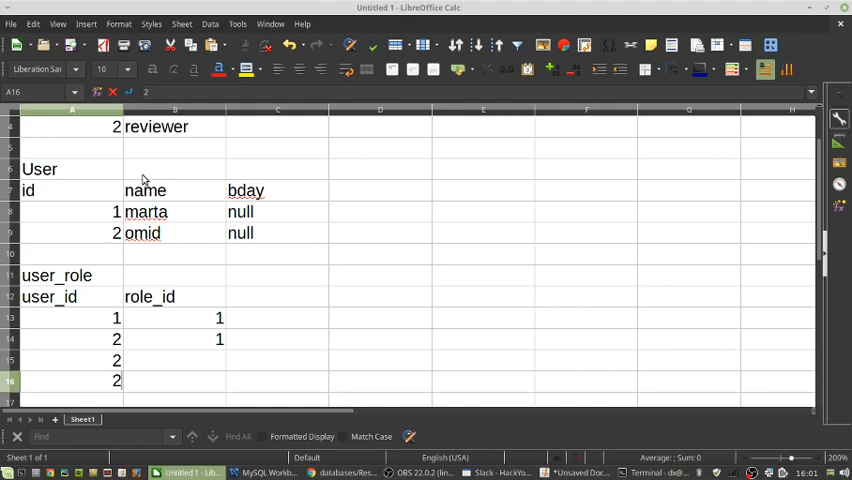 Untitled 1 - LibreOffice Calc
File Edit View Insert Format Styles Sheet Data Tools Window Help
Liberation San 10
A16 2
A B C D E F G H
4 2 reviewer
5
6 User
7 id name bday
8 1 marta null
9 2 omid null
10
11 user_role
12 user_id role_id
13 1 1
14 2 1
15 2
16 2
17
Sheet1
Find Find All Formatted Display Match Case
Sheet 1 of 1 Default English (USA) Average: ; Sum: 0 200%
Untitled 1 - Lib... MySQL Workb... databases/Res... OBS 22.0.2 (lin... Slack - HackYo... *Unsaved Doc... Terminal - dx@... 16:01